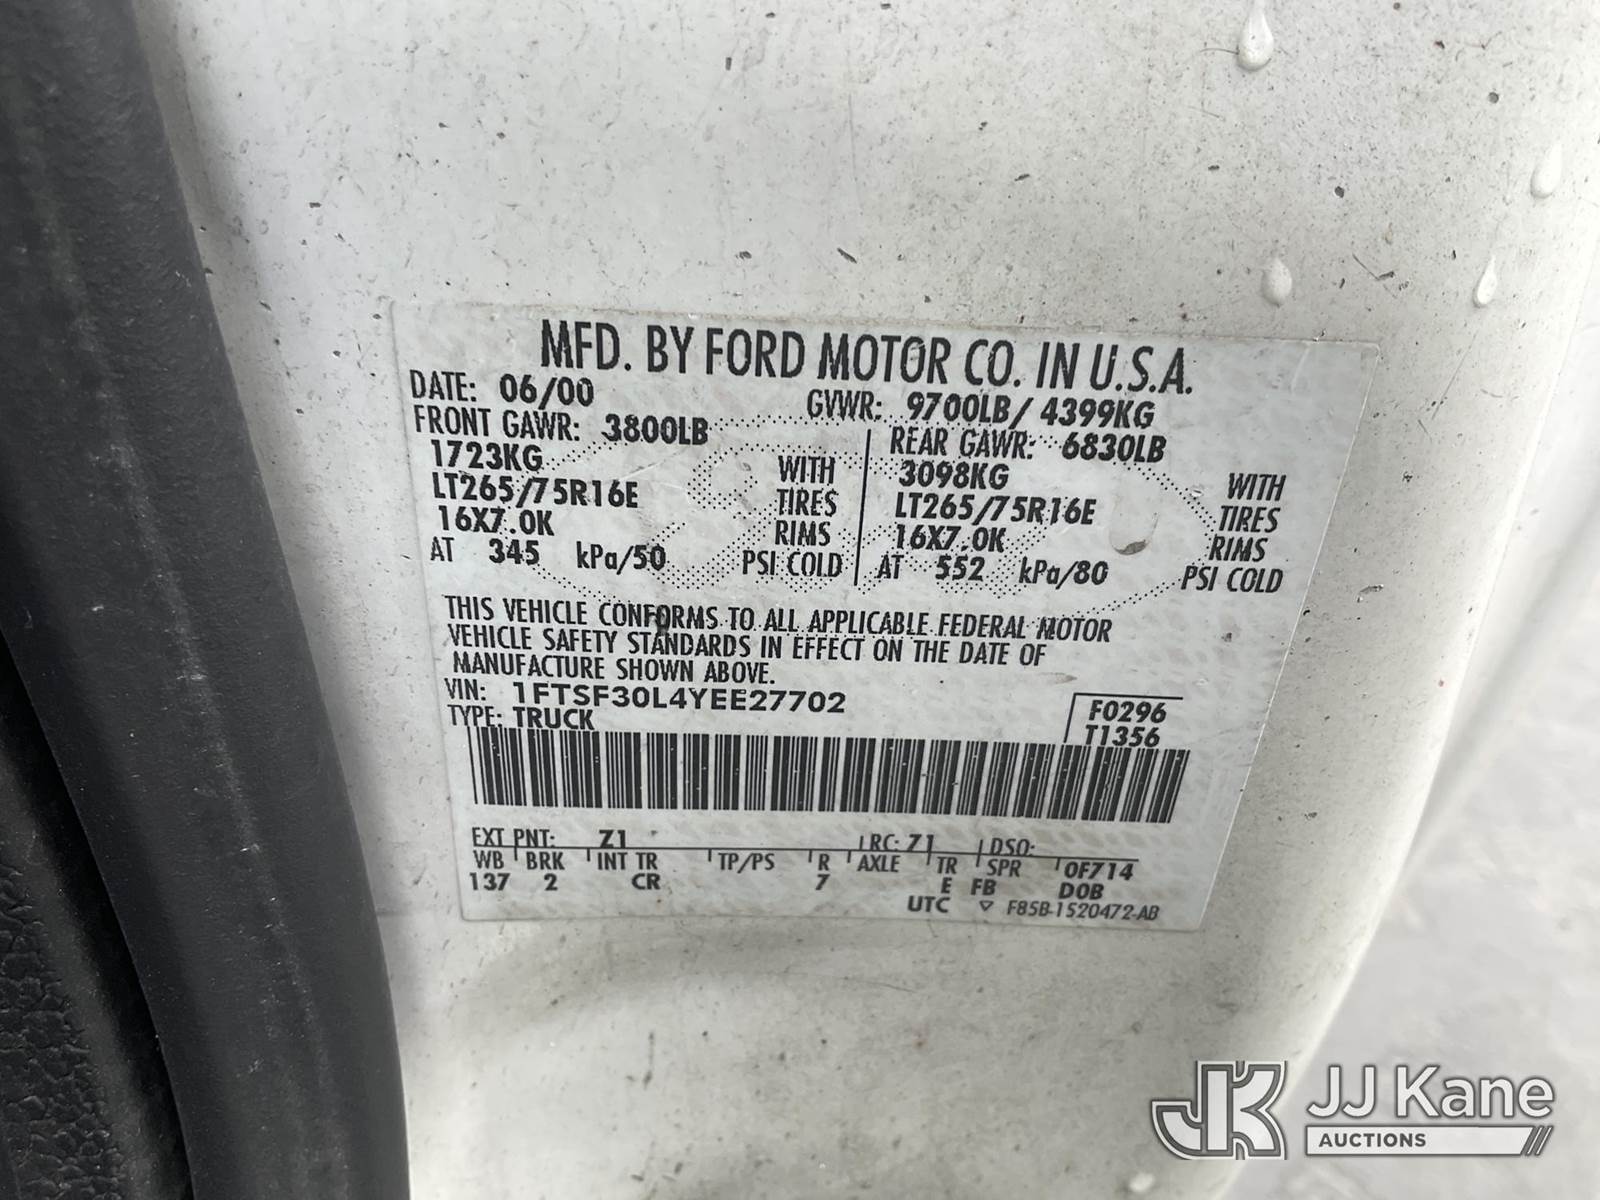 MFD. BY FORD MOTOR CO. IN U.S.A.
DATE: 06/00 GVWR: 9700LB/ 4399KG
FRONT GAWR: 3800LB REAR GAWR: 6830LB
1723KG WITH 3098KG WITH
LT265/75R16E TIRES LT265/75R16E TIRES
16X7.0K RIMS 16X7.0K RIMS
AT 345 kPa/50 PSI COLD AT 552 kPa/80 PSI COLD
THIS VEHICLE CONFORMS TO ALL APPLICABLE FEDERAL MOTOR
VEHICLE SAFETY STANDARDS IN EFFECT ON THE DATE OF
MANUFACTURE SHOWN ABOVE.
VIN: 1FTSF30L4YEE27702 F0296
TYPE: TRUCK T1356
EXT PNT: Z1 RC: 71 DSO:
WB BRK INT TR TP/PS R AXLE TR SPR 0F714
137 2 CR 7 E FB DOB
UTC F85B-1520472-AB
JK JJ Kane
AUCTIONS